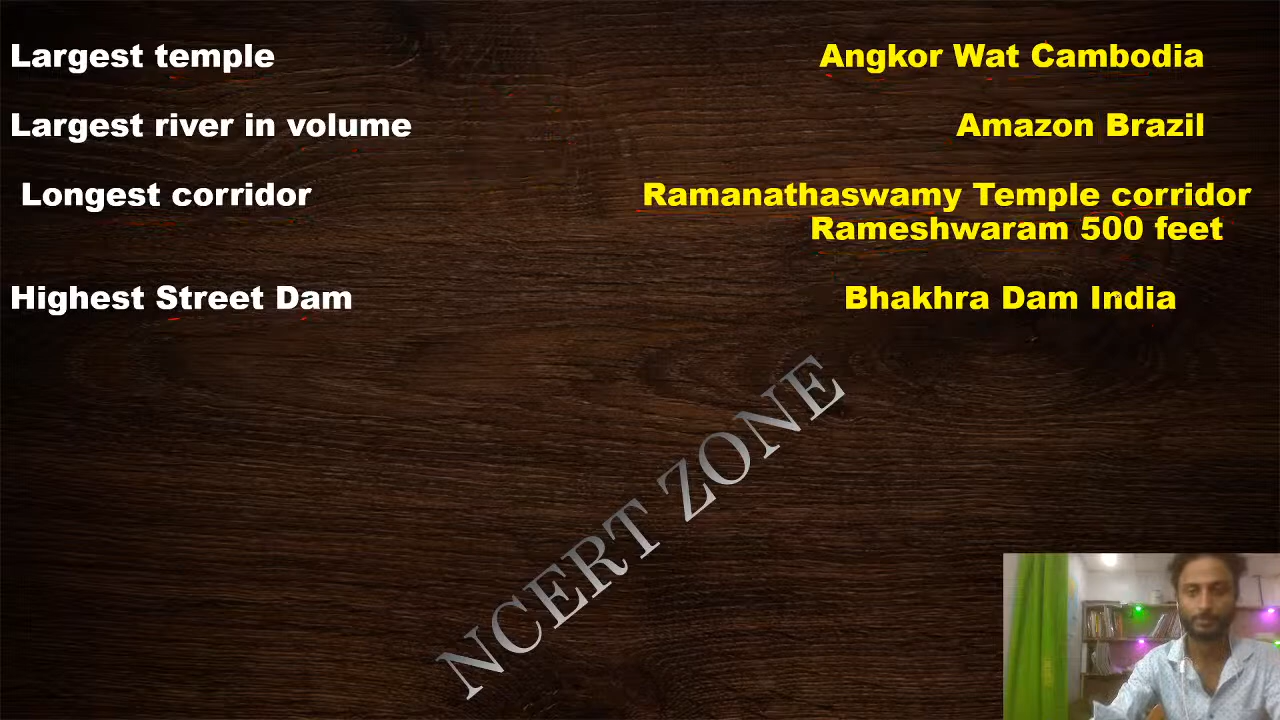 Largest temple Angkor Wat Cambodia
Largest river in volume Amazon Brazil
Longest corridor Ramanathaswamy Temple corridor
Rameshwaram 500 feet
Highest Street Dam Bhakhra Dam India
NCERT ZONE